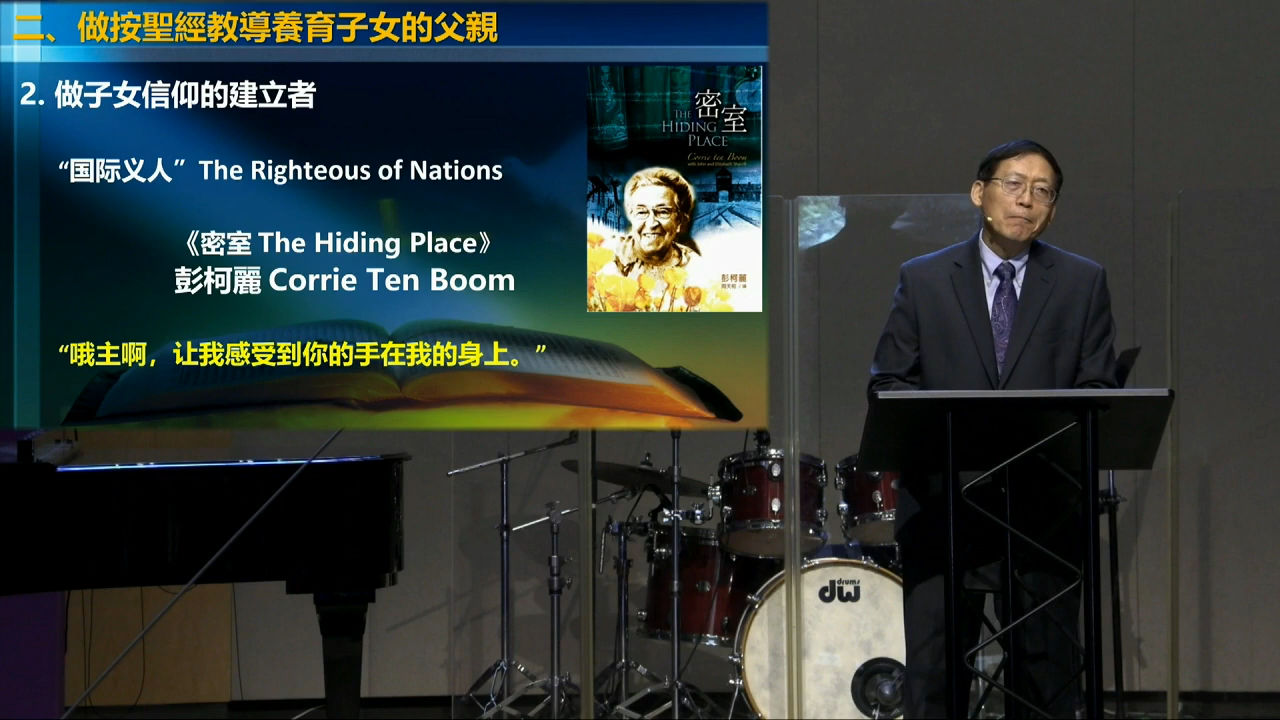 二、做按聖經教導養育子女的父親
2. 做子女信仰的建立者
“国际义人” The Righteous of Nations
《密室 The Hiding Place》
彭柯麗 Corrie Ten Boom
“哦主啊，让我感受到你的手在我的身上。”
密室
THE
HIDING
PLACE
Corrie ten Boom
彭柯麗
drums
dw